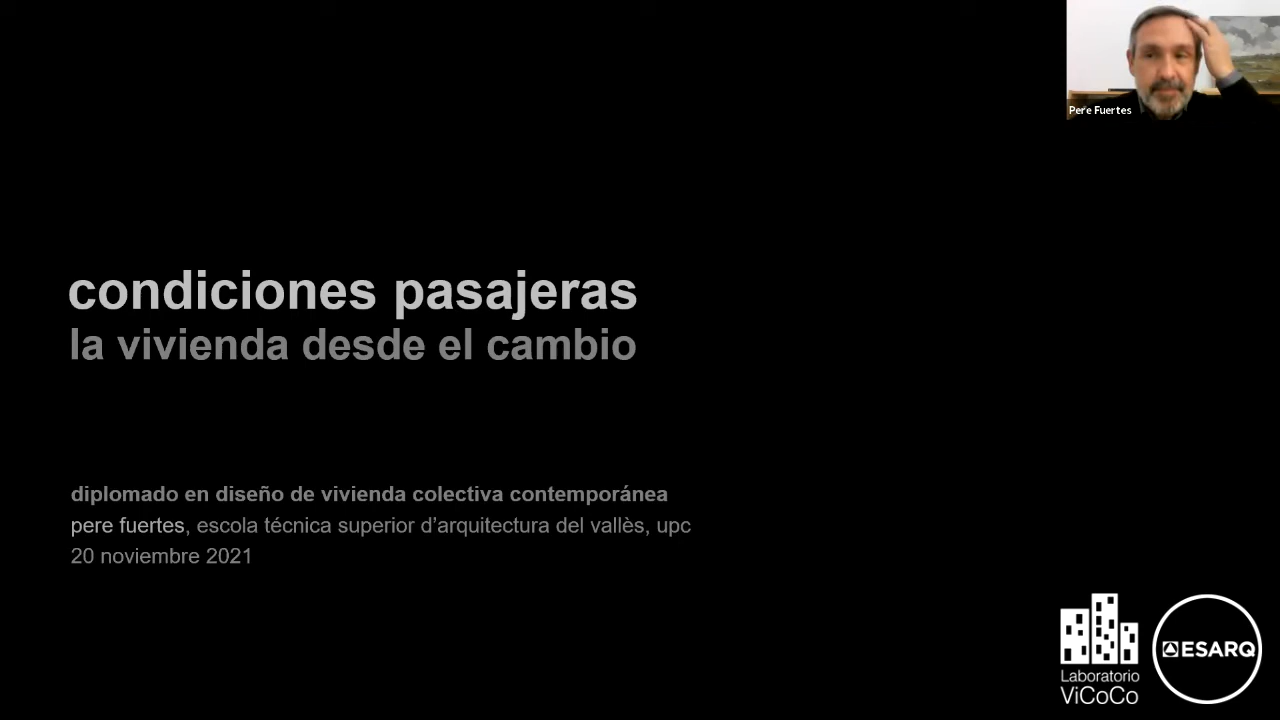 Pere Fuertes
condiciones pasajeras
la vivienda desde el cambio
diplomado en diseño de vivienda colectiva contemporánea
pere fuertes, escola técnica superior d’arquitectura del vallès, upc
20 noviembre 2021
Laboratorio
ViCoCo
ESARQ